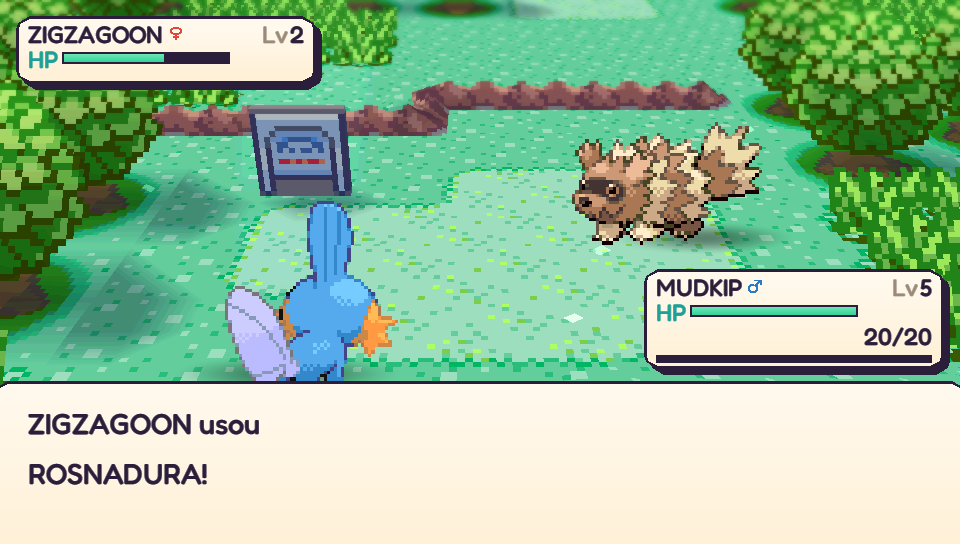 ZIGZAGOON ♀ Lv2
HP
MUDKIP ♂ Lv5
HP
20/20
ZIGZAGOON usou
ROSNADURA!